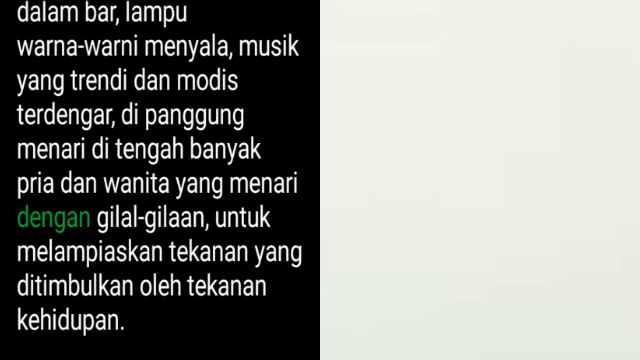 dalam bar, lampu
warna-warni menyala, musik
yang trendi dan modis
terdengar, di panggung
menari di tengah banyak
pria dan wanita yang menari
dengan gilal-gilaan, untuk
melampiaskan tekanan yang
ditimbulkan oleh tekanan
kehidupan.